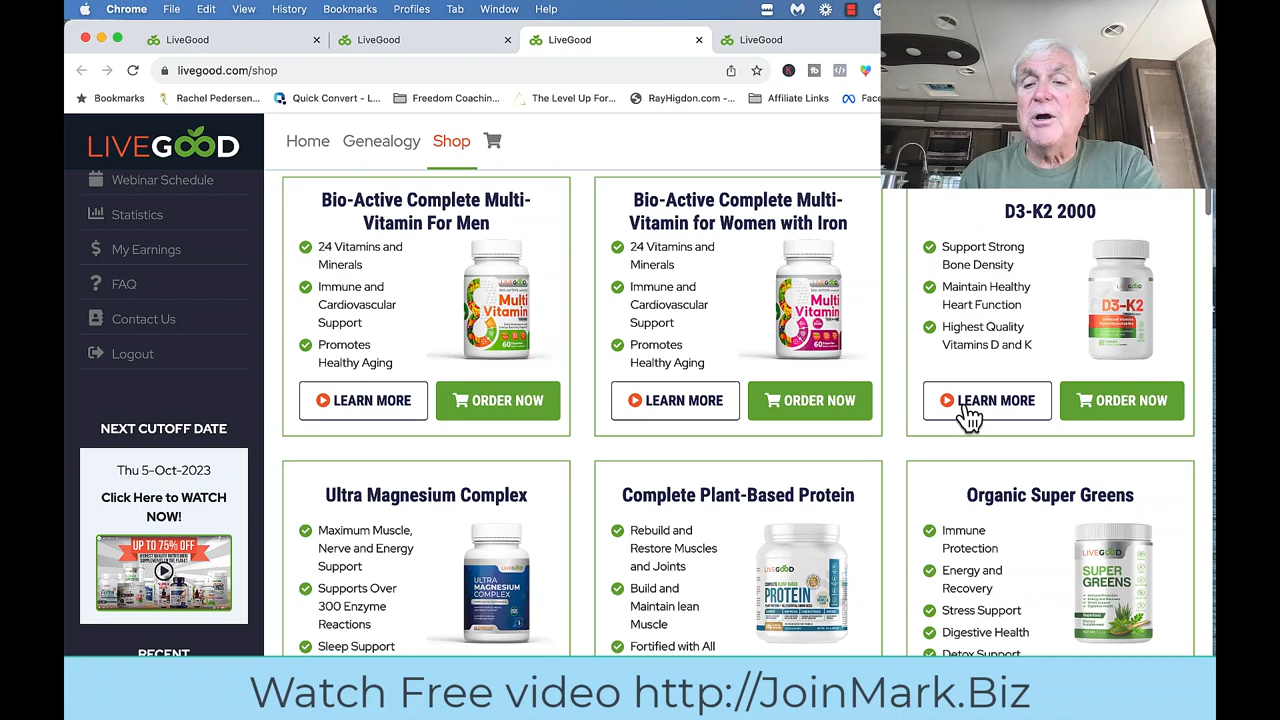 Chrome File Edit View History Bookmarks Profiles Tab Window Help
LiveGood LiveGood LiveGood LiveGood
livegood.com/shop
Bookmarks Rachel Pedersen... Quick Convert - L... Freedom Coachin... The Level Up For... RayHigdon.com -... Affiliate Links Face
LIVEGOOD
Home Genealogy Shop
Webinar Schedule
Statistics
My Earnings
FAQ
Contact Us
Logout
NEXT CUTOFF DATE
Thu 5-Oct-2023
Click Here to WATCH
NOW!
UP TO 75% OFF
RECENT
Bio-Active Complete Multi-
Vitamin For Men
24 Vitamins and
Minerals
Immune and
Cardiovascular
Support
Promotes
Healthy Aging
LIVEGOOD
Multi
Vitamin
LEARN MORE ORDER NOW
Bio-Active Complete Multi-
Vitamin for Women with Iron
24 Vitamins and
Minerals
Immune and
Cardiovascular
Support
Promotes
Healthy Aging
LIVEGOOD
Multi
Vitamin
LEARN MORE ORDER NOW
D3-K2 2000
Support Strong
Bone Density
Maintain Healthy
Heart Function
Highest Quality
Vitamins D and K
D3-K2
LEARN MORE ORDER NOW
Ultra Magnesium Complex
Maximum Muscle,
Nerve and Energy
Support
Supports Over
300 Enzyme
Reactions
Sleep Support
LIVEGOOD
ULTRA
MAGNESIUM
COMPLEX
Complete Plant-Based Protein
Rebuild and
Restore Muscles
and Joints
Build and
Maintain lean
Muscle
Fortified with All
LIVEGOOD
COMPLETE PLANT-BASED
PROTEIN
Organic Super Greens
Immune
Protection
Energy and
Recovery
Stress Support
Digestive Health
Detox Support
LIVEGOOD
SUPER
GREENS
Watch Free video http://JoinMark.Biz